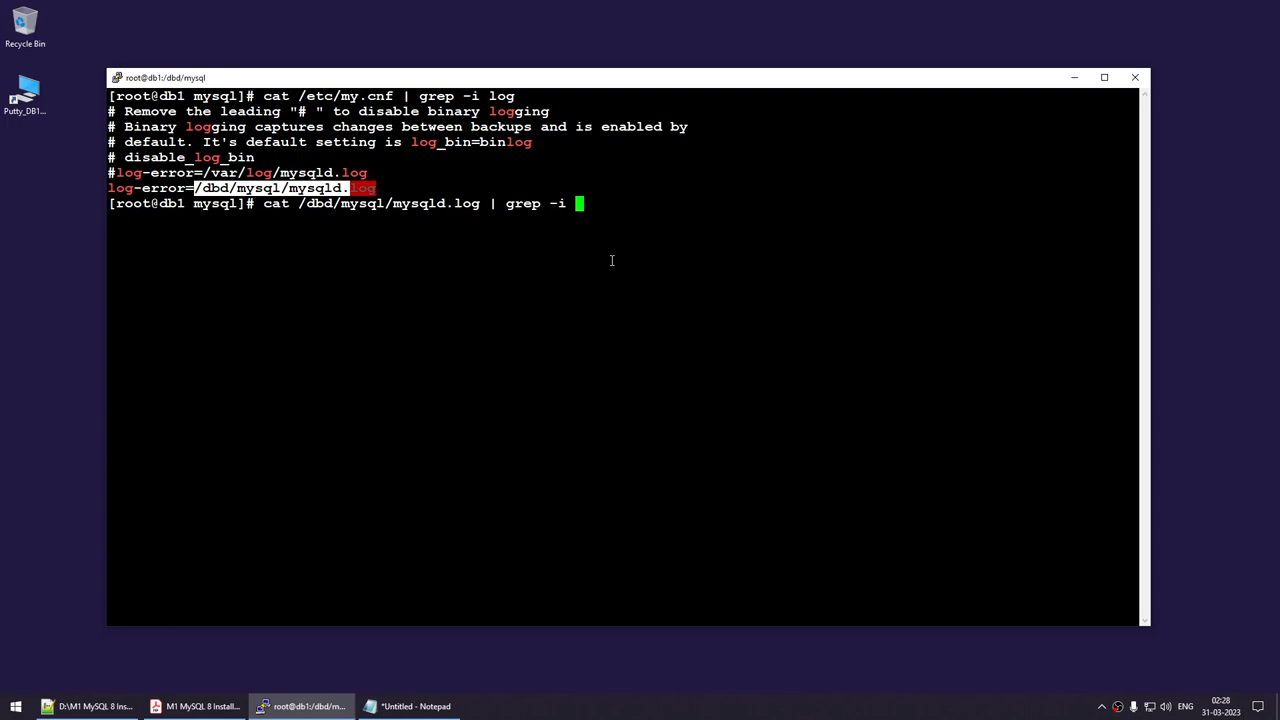 Recycle Bin
Putty_DB1...
root@db1:/dbd/mysql
[root@db1 mysql]# cat /etc/my.cnf | grep -i log
# Remove the leading "# " to disable binary logging
# Binary logging captures changes between backups and is enabled by
# default. It's default setting is log_bin=binlog
# disable_log_bin
#log-error=/var/log/mysqld.log
log-error=/dbd/mysql/mysqld.log
[root@db1 mysql]# cat /dbd/mysql/mysqld.log | grep -i
D:\M1 MySQL 8 Ins...
M1 MySQL 8 Install...
root@db1:/dbd/m...
*Untitled - Notepad
ENG
02:28
31-03-2023